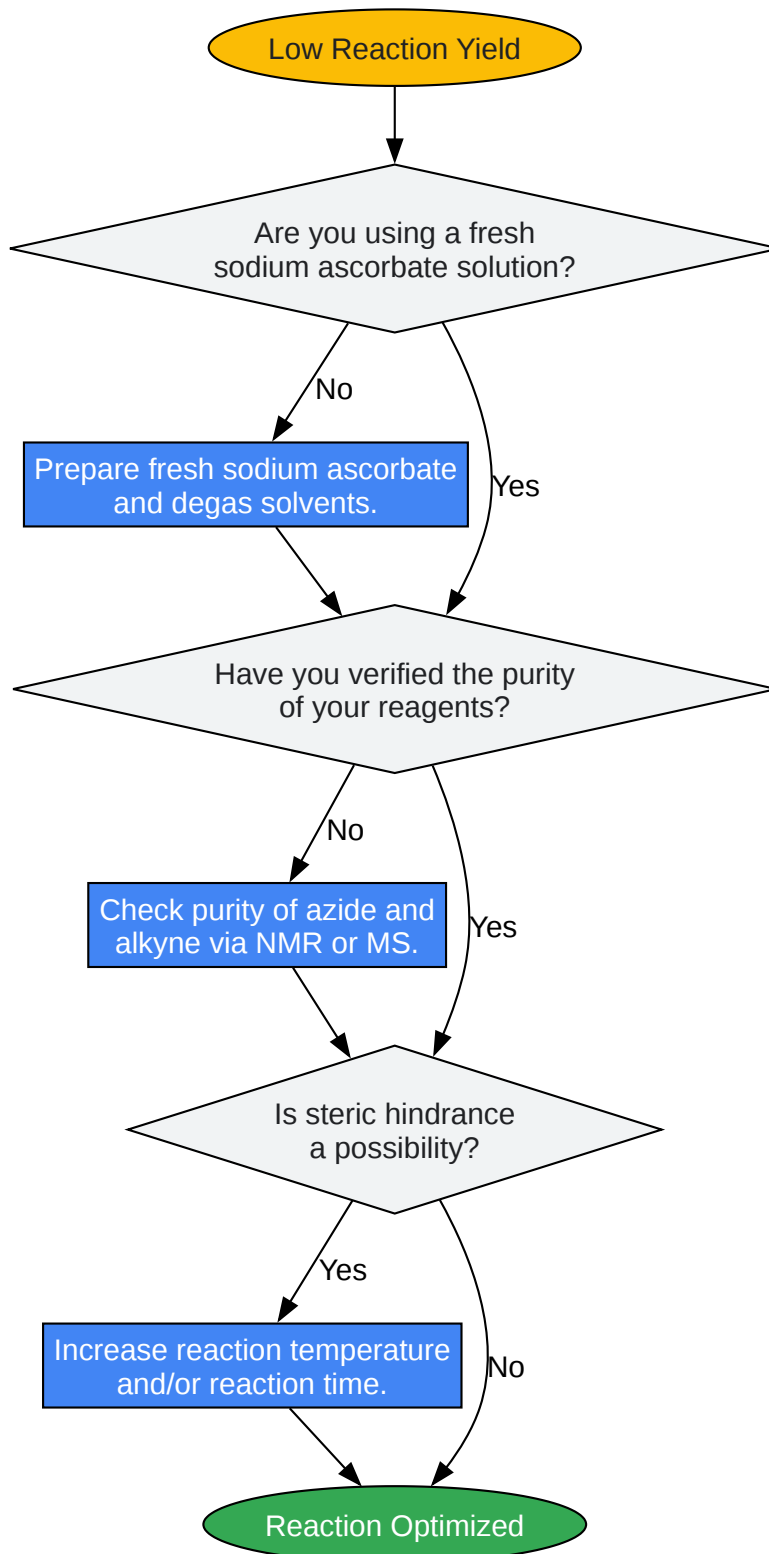 Low Reaction Yield
Are you using a fresh
sodium ascorbate solution?
No
Yes
Prepare fresh sodium ascorbate
and degas solvents.
Have you verified the purity
of your reagents?
No
Yes
Check purity of azide and
alkyne via NMR or MS.
Is steric hindrance
a possibility?
Yes
No
Increase reaction temperature
and/or reaction time.
Reaction Optimized